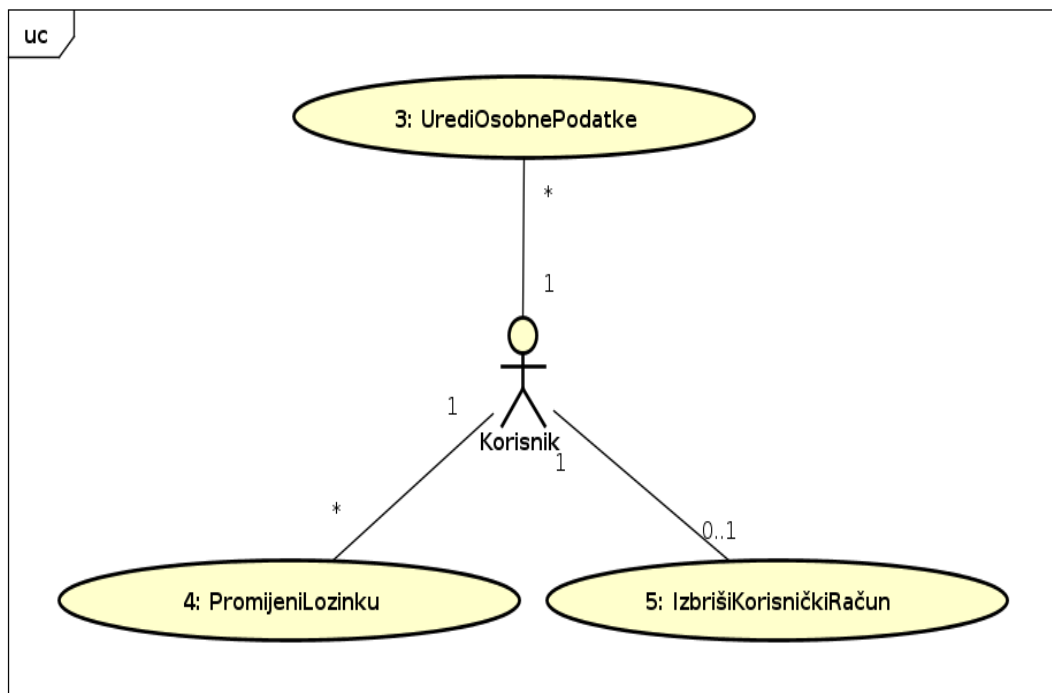 uc
3: UrediOsobnePodatke
*
1
Korisnik
1
1
*
0..1
4: PromijeniLozinku
5: IzbrišiKorisničkiRačun